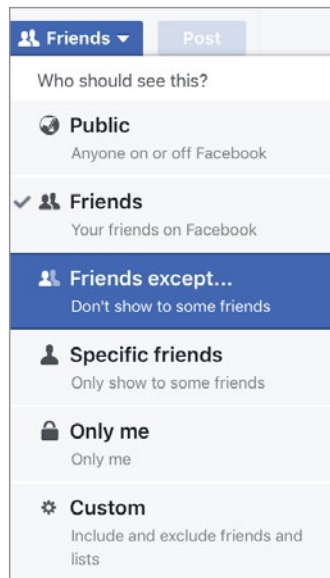 Friends Post
Who should see this?
Public
Anyone on or off Facebook
Friends
Your friends on Facebook
Friends except...
Don't show to some friends
Specific friends
Only show to some friends
Only me
Only me
Custom
Include and exclude friends and
lists